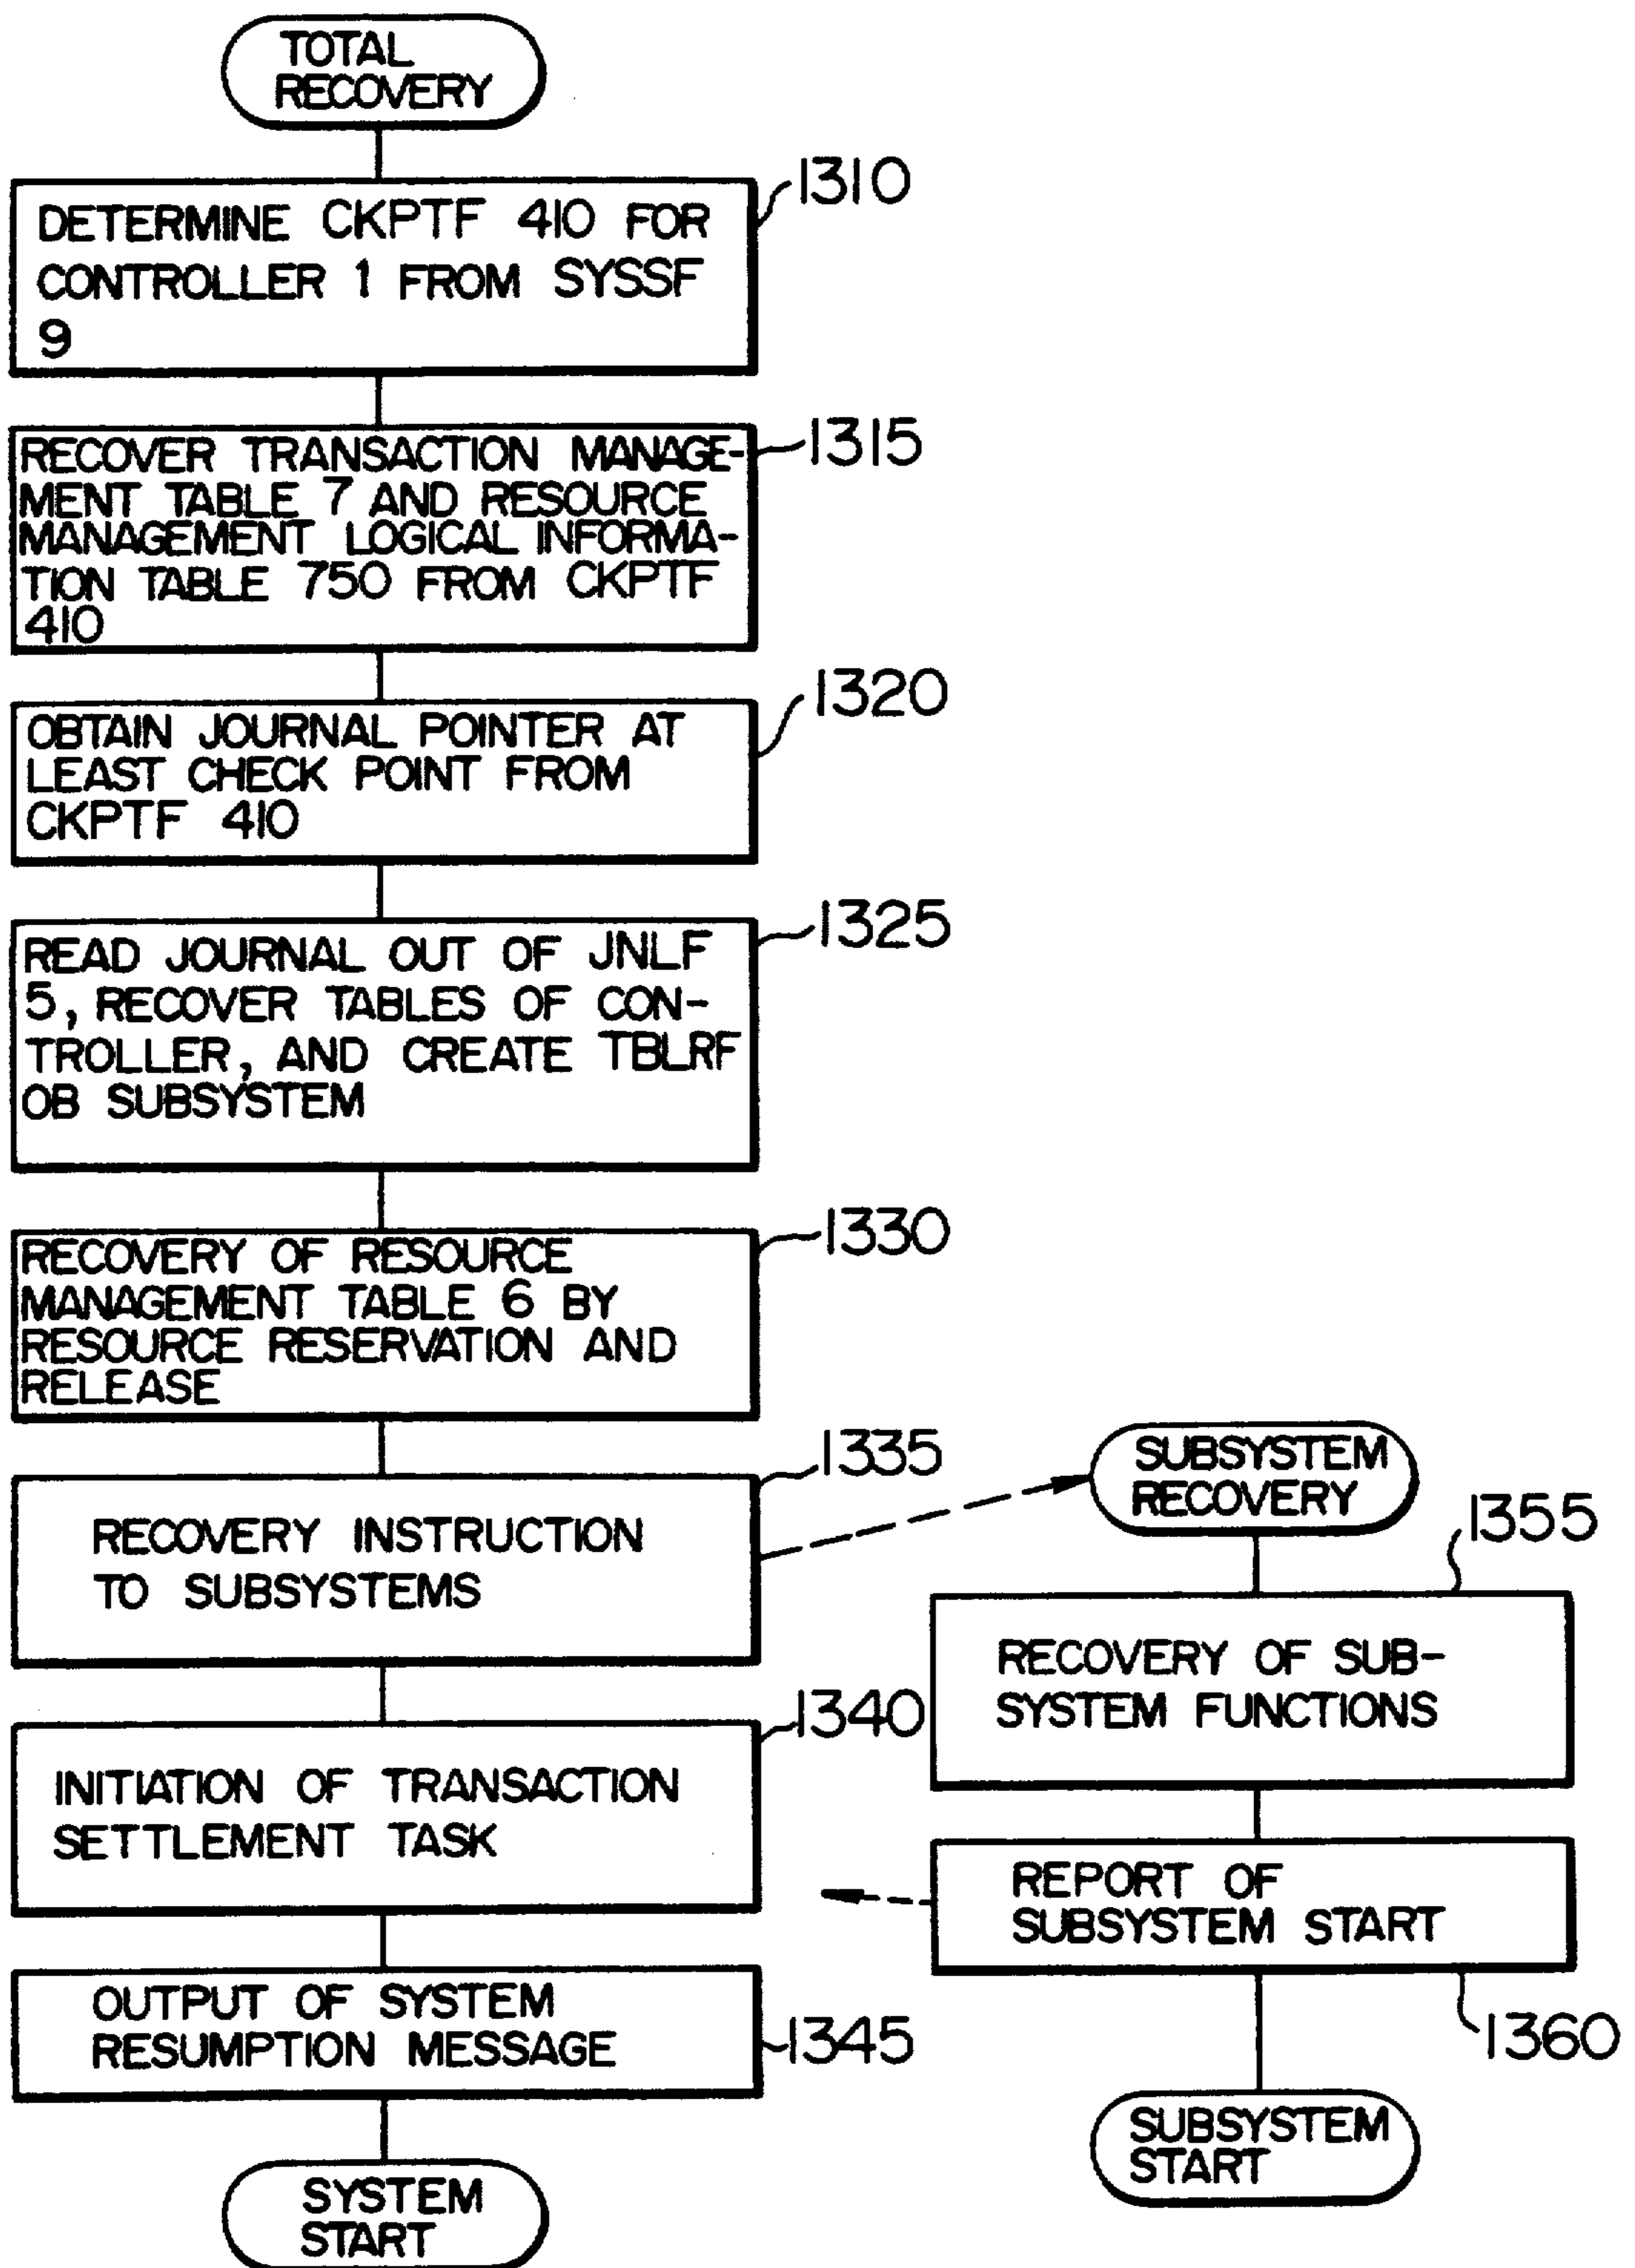 TOTAL
RECOVERY
1310
DETERMINE CKPTF 410 FOR
CONTROLLER 1 FROM SYSSF
9
1315
RECOVER TRANSACTION MANAGE-
MENT TABLE 7 AND RESOURCE
MANAGEMENT LOGICAL INFORMA-
TION TABLE 750 FROM CKPTF
410
1320
OBTAIN JOURNAL POINTER AT
LEAST CHECK POINT FROM
CKPTF 410
1325
READ JOURNAL OUT OF JNLF
5, RECOVER TABLES OF CON-
TROLLER, AND CREATE TBLRF
OB SUBSYSTEM
1330
RECOVERY OF RESOURCE
MANAGEMENT TABLE 6 BY
RESOURCE RESERVATION AND
RELEASE
1335
RECOVERY INSTRUCTION
TO SUBSYSTEMS
1340
INITIATION OF TRANSACTION
SETTLEMENT TASK
OUTPUT OF SYSTEM
RESUMPTION MESSAGE
1345
SYSTEM
START
SUBSYSTEM
RECOVERY
1355
RECOVERY OF SUB-
SYSTEM FUNCTIONS
REPORT OF
SUBSYSTEM START
1360
SUBSYSTEM
START